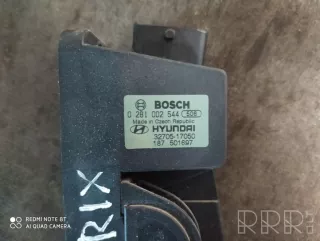 BOSCH
0 281 002 544 508
Made in Czech Republic
HYUNDAI
32705-17050
187 501697
RIX
REDMI NOTE 8T
AI QUAD CAMERA
RRR